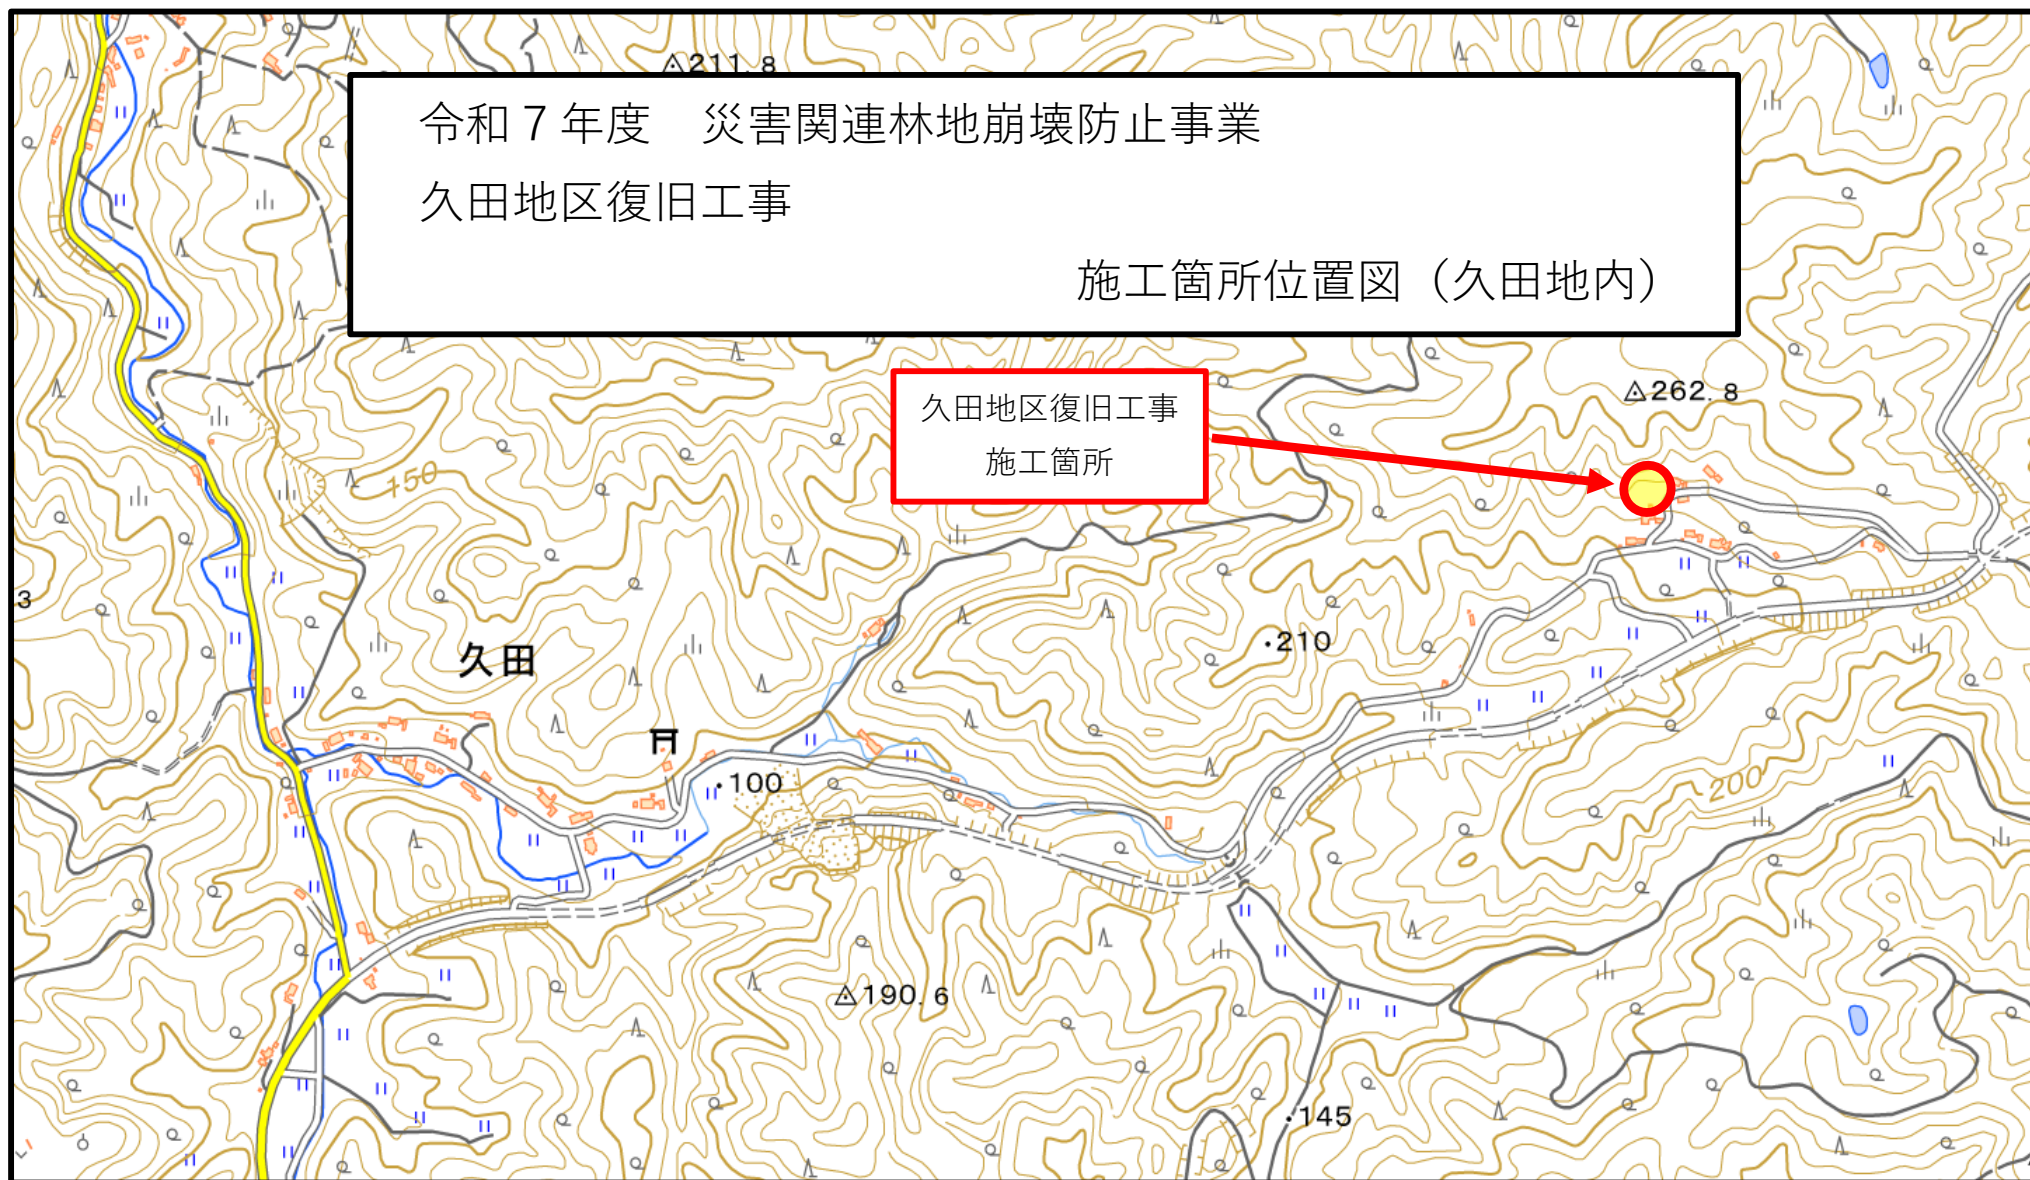 211.8
令和７年度　災害関連林地崩壊防止事業
久田地区復旧工事
施工箇所位置図（久田地内）
久田地区復旧工事
施工箇所
262.8
150
3
久田
210
100
200
190.6
145